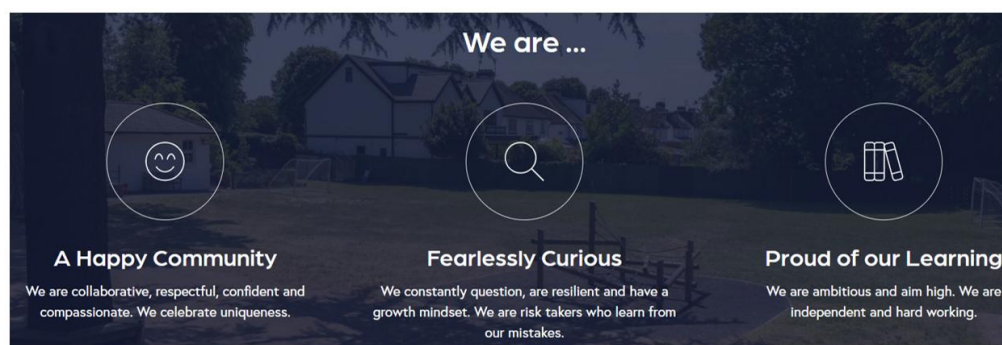 We are ...
A Happy Community
We are collaborative, respectful, confident and
compassionate. We celebrate uniqueness.
Fearlessly Curious
We constantly question, are resilient and have a
growth mindset. We are risk takers who learn from
our mistakes.
Proud of our Learning
We are ambitious and aim high. We are
independent and hard working.